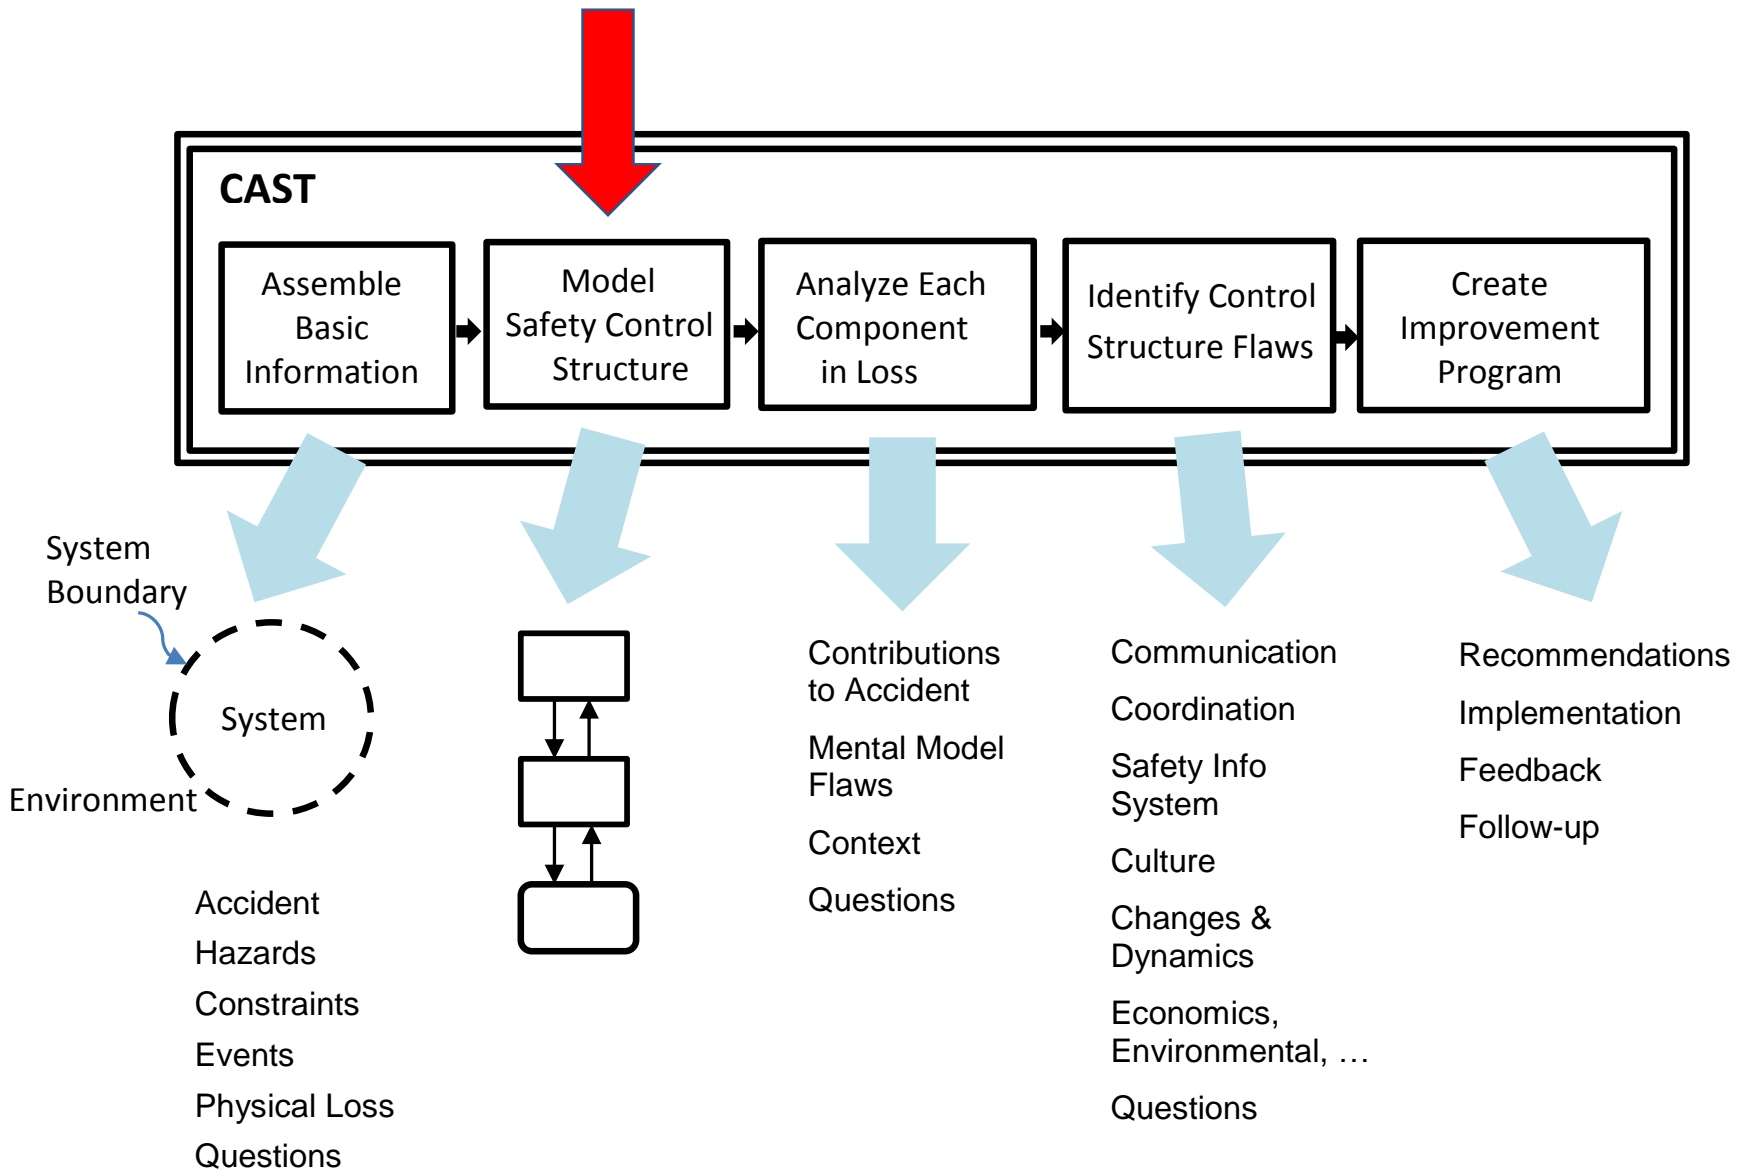 CAST
Assemble
Basic
Information
Model
Safety Control
Structure
Analyze Each
Component
in Loss
Identify Control
Structure Flaws
Create
Improvement
Program
System
Boundary
System
Environment
Accident
Hazards
Constraints
Events
Physical Loss
Questions
Contributions
to Accident
Mental Model
Flaws
Context
Questions
Communication
Coordination
Safety Info
System
Culture
Changes &
Dynamics
Economics,
Environmental, …
Questions
Recommendations
Implementation
Feedback
Follow-up